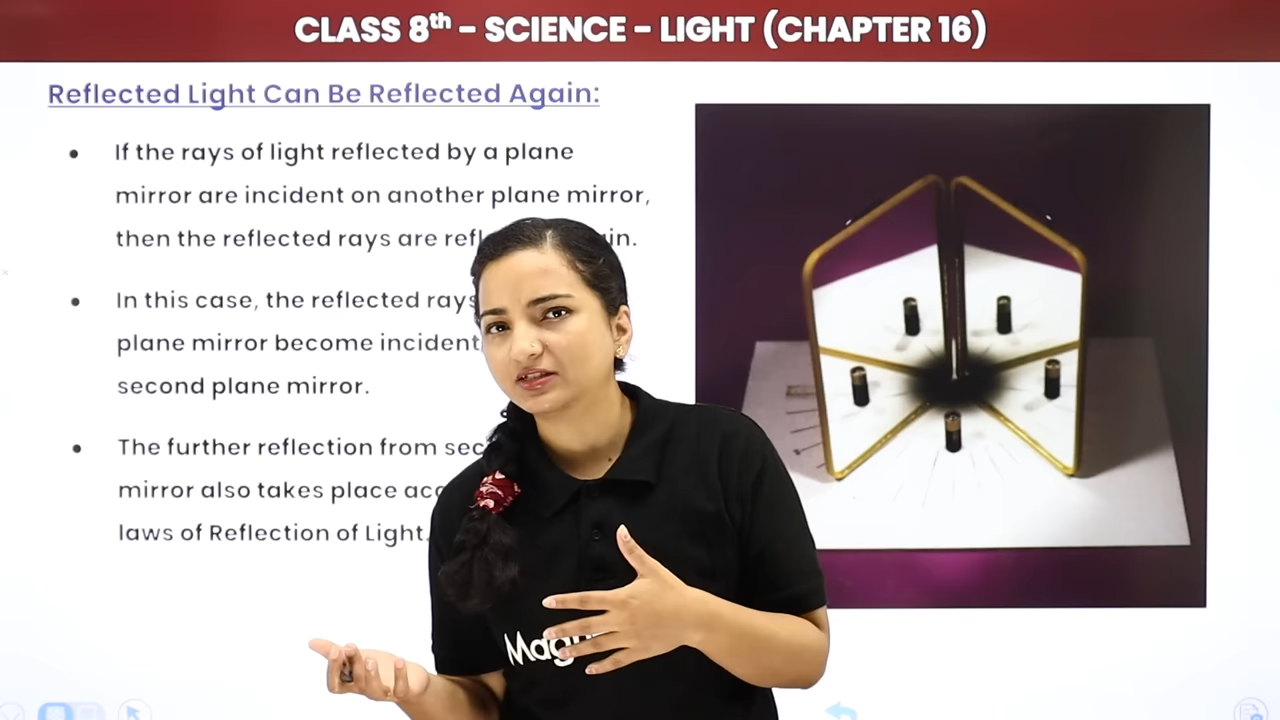 CLASS 8th - SCIENCE - LIGHT (CHAPTER 16)
Reflected Light Can Be Reflected Again:
• If the rays of light reflected by a plane
mirror are incident on another plane mirror,
then the reflected rays are
• In this case, the reflected rays
plane mirror become incident
second plane mirror.
• The further reflection from
mirror also takes place
laws of Reflection of Light.